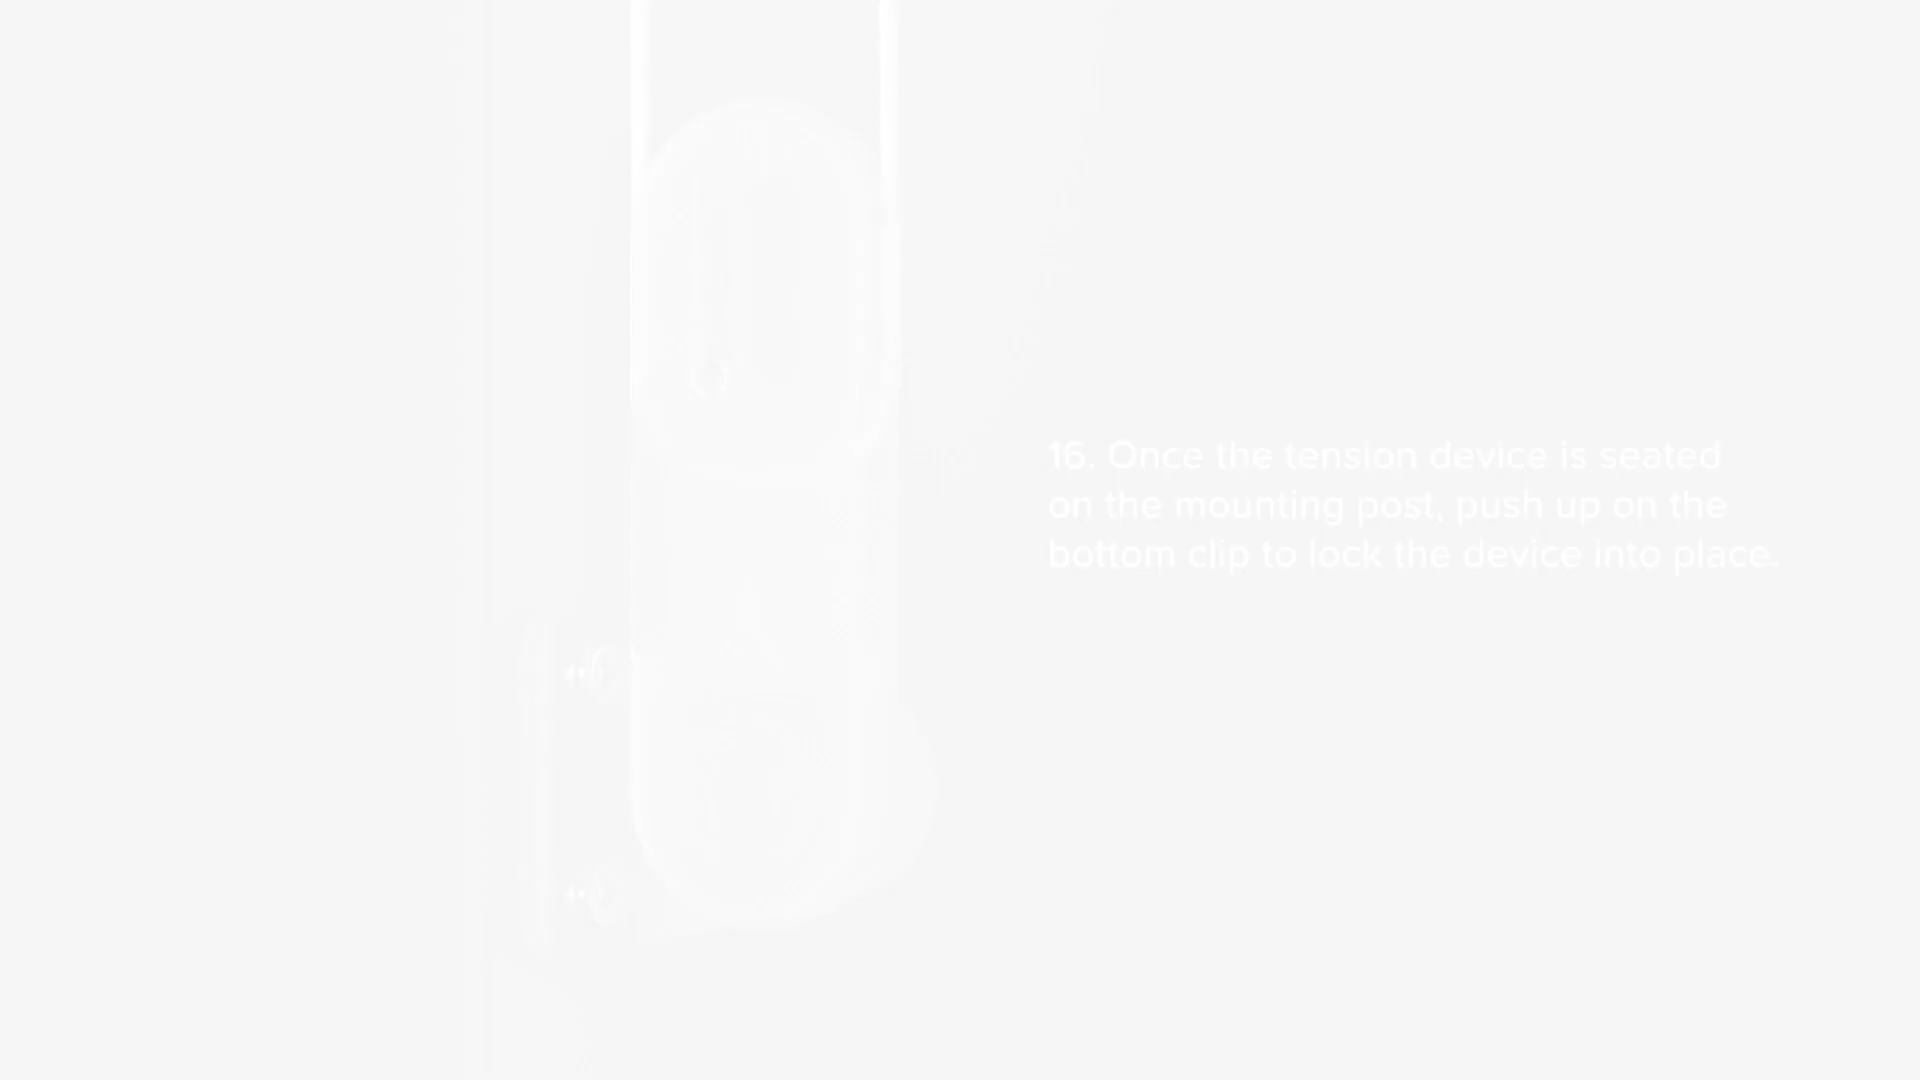 16. Once the tension device is seated
on the mounting post, push up on the
bottom clip to lock the device into place.